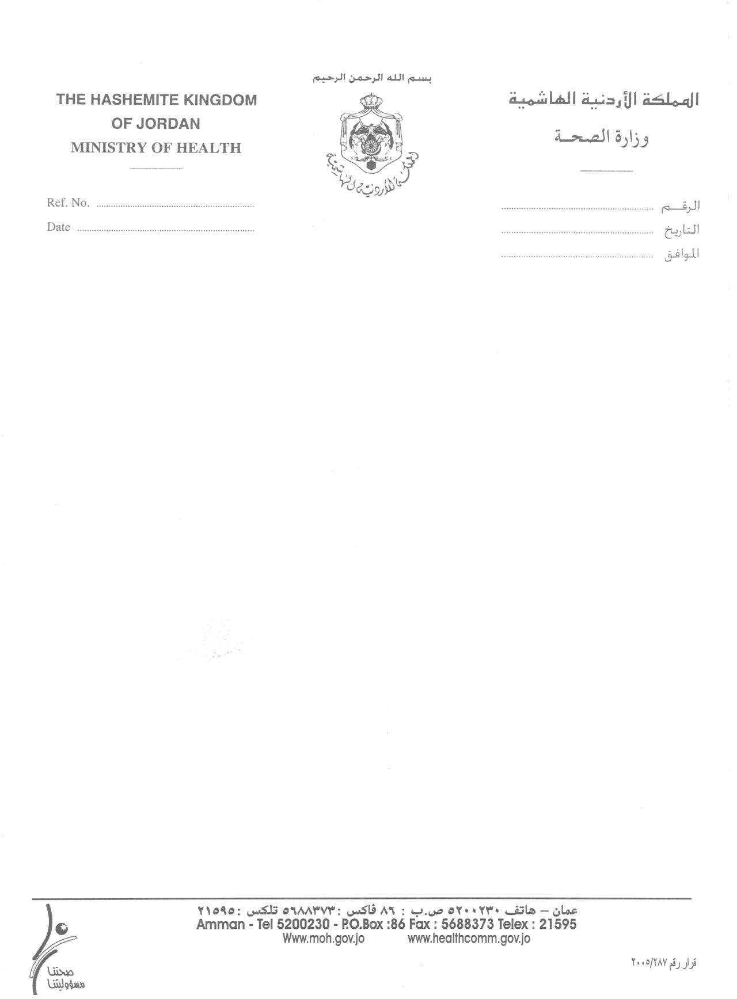 بسم الله الرحمن الرحيم
THE HASHEMITE KINGDOM
OF JORDAN
MINISTRY OF HEALTH
المملكة الأردنية الهاشمية
وزارة الصحـة
المملكة الأردنية الهاشمية
Ref. No. ................................................................
Date ........................................................................
الرقـــم ................................................................
التاريخ ................................................................
الموافق ................................................................
عمان – هاتف ٥٢٠٠٢٣٠ ص.ب : ٨٦ فاكس :٥٦٨٨٣٧٣ تلكس :٢١٥٩٥
Amman - Tel 5200230 - P.O.Box :86 Fax : 5688373 Telex : 21595
Www.moh.gov.jo www.healthcomm.gov.jo
قرار رقم ٢٠٠٥/٢٨٧
صحتنا
مسؤوليتنا